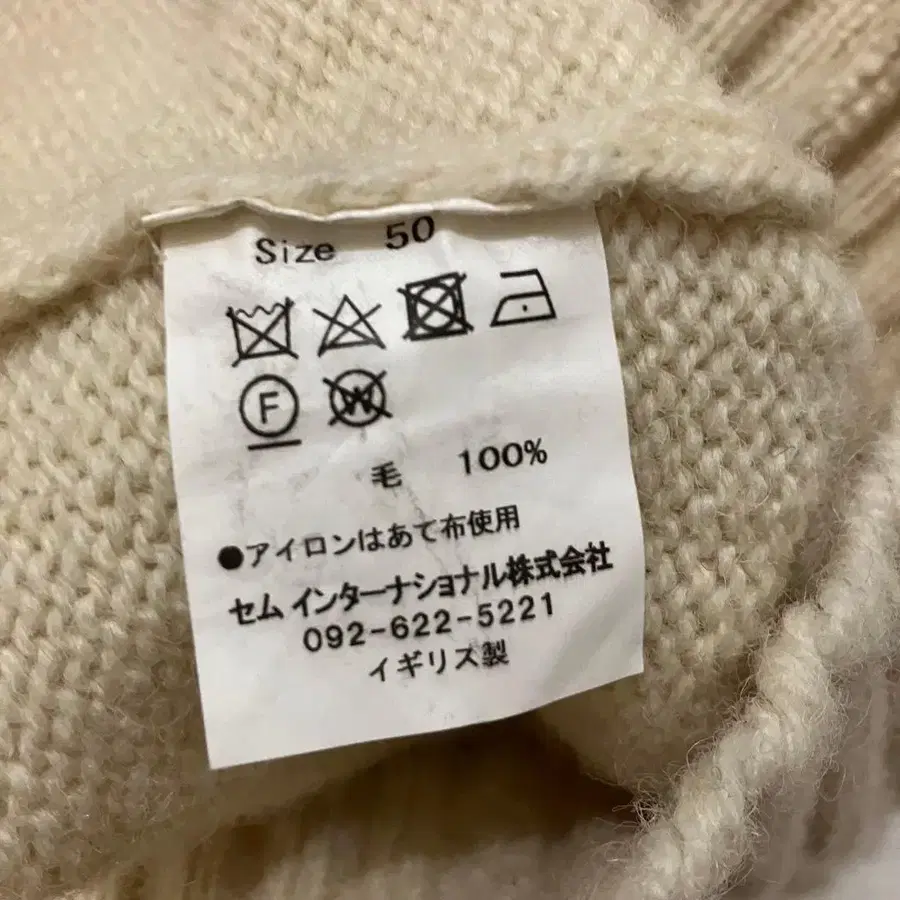 Size 50
F W
毛 100%
●アイロンはあて布使用
セム インターナショナル株式会社
092-622-5221
イギリス製